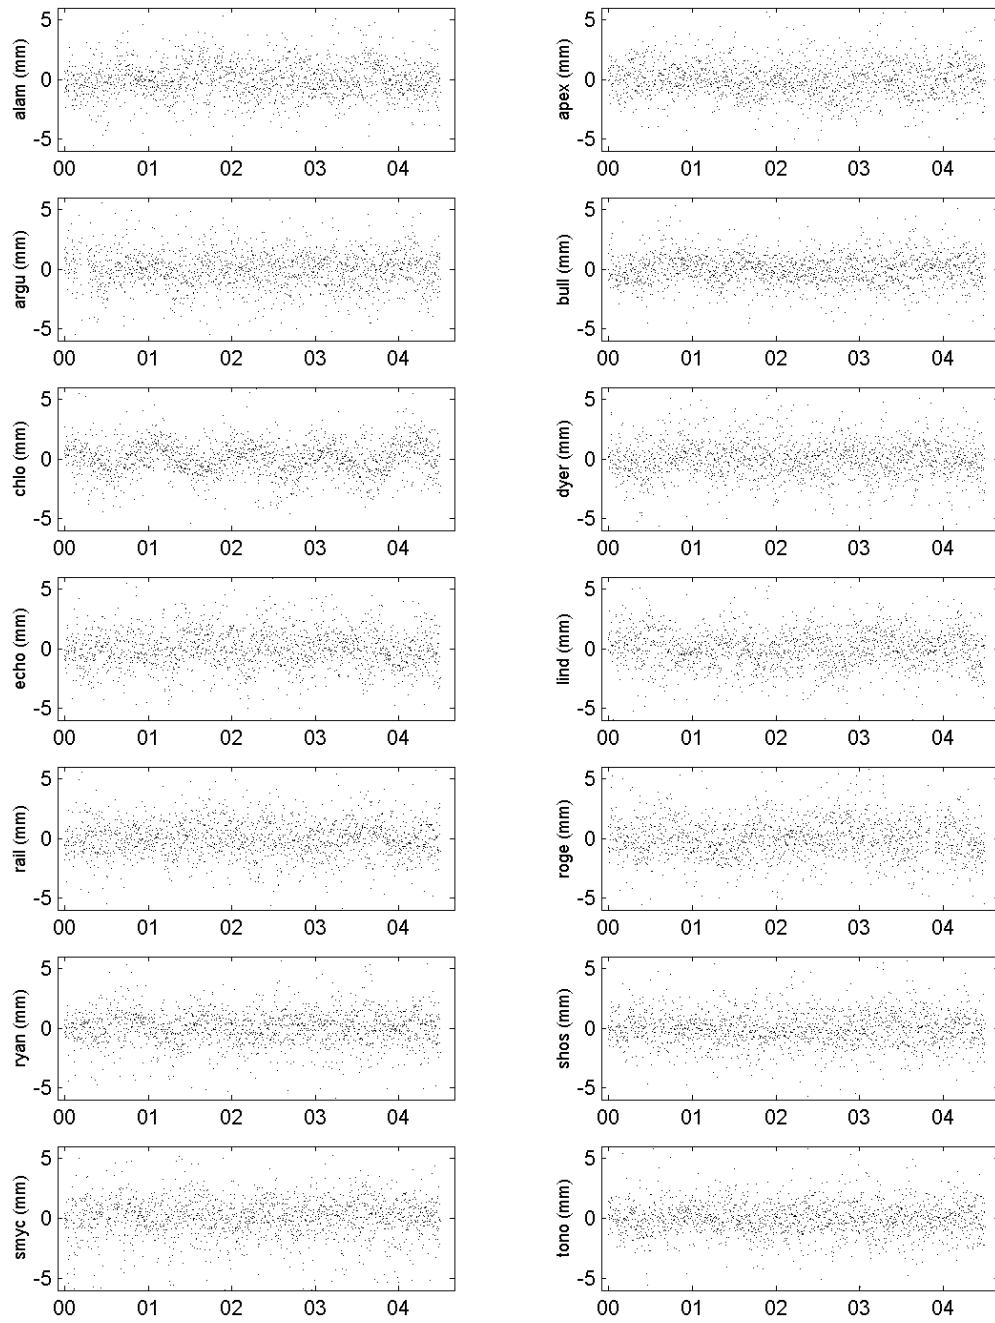 5
0
-5
alam (mm)
00 01 02 03 04
5
0
-5
apex (mm)
00 01 02 03 04
5
0
-5
argu (mm)
00 01 02 03 04
5
0
-5
bull (mm)
00 01 02 03 04
5
0
-5
chlo (mm)
00 01 02 03 04
5
0
-5
dyer (mm)
00 01 02 03 04
5
0
-5
echo (mm)
00 01 02 03 04
5
0
-5
lind (mm)
00 01 02 03 04
5
0
-5
rail (mm)
00 01 02 03 04
5
0
-5
roge (mm)
00 01 02 03 04
5
0
-5
ryan (mm)
00 01 02 03 04
5
0
-5
shos (mm)
00 01 02 03 04
5
0
-5
smyc (mm)
00 01 02 03 04
5
0
-5
tono (mm)
00 01 02 03 04